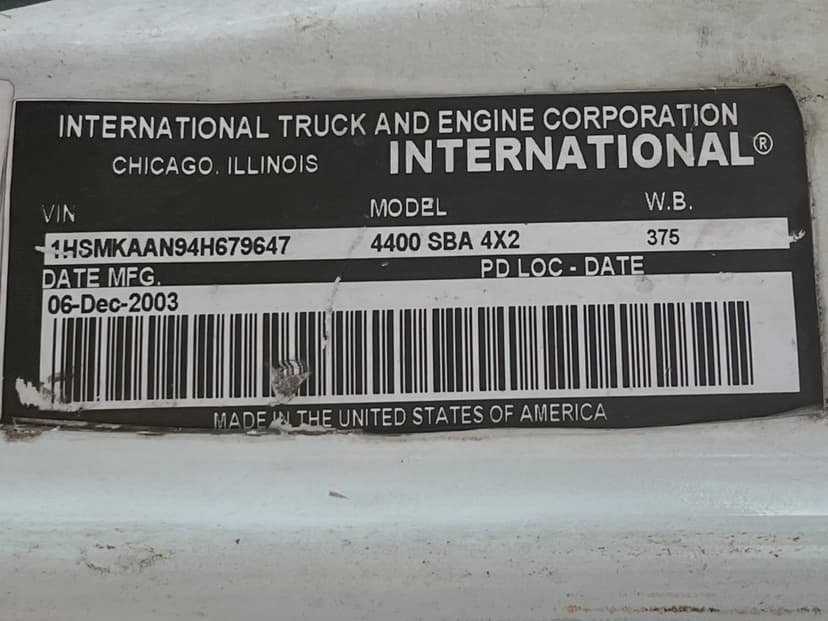 INTERNATIONAL TRUCK AND ENGINE CORPORATION
CHICAGO, ILLINOIS INTERNATIONAL®
VIN MODEL W.B.
1HSMKAAN94H679647 4400 SBA 4X2 375
DATE MFG. PD LOC - DATE
06-Dec-2003
MADE IN THE UNITED STATES OF AMERICA